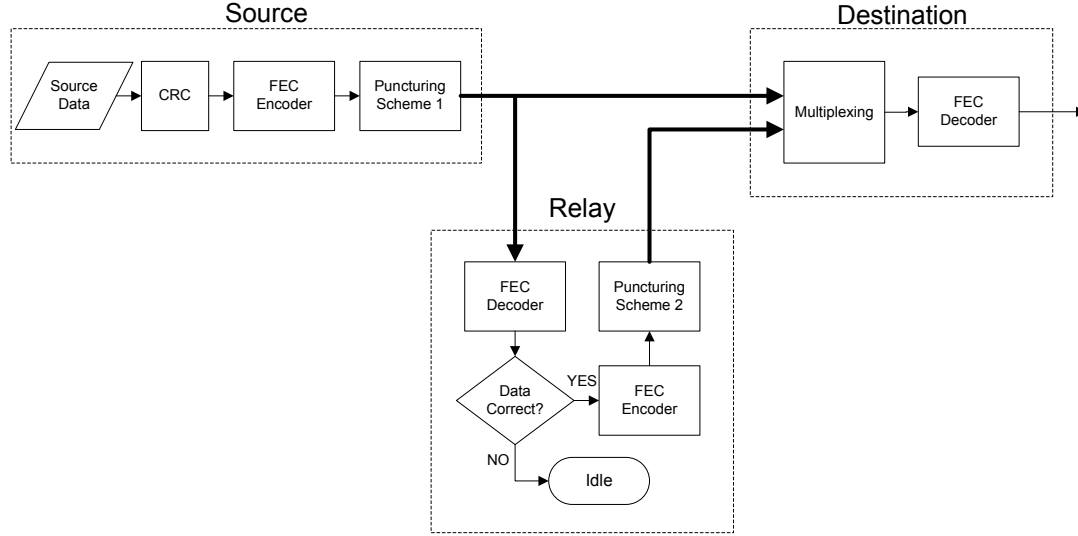 Source
Destination
Source
Data
CRC
FEC
Encoder
Puncturing
Scheme 1
Multiplexing
FEC
Decoder
Relay
FEC
Decoder
Puncturing
Scheme 2
Data
Correct?
YES
FEC
Encoder
NO
Idle